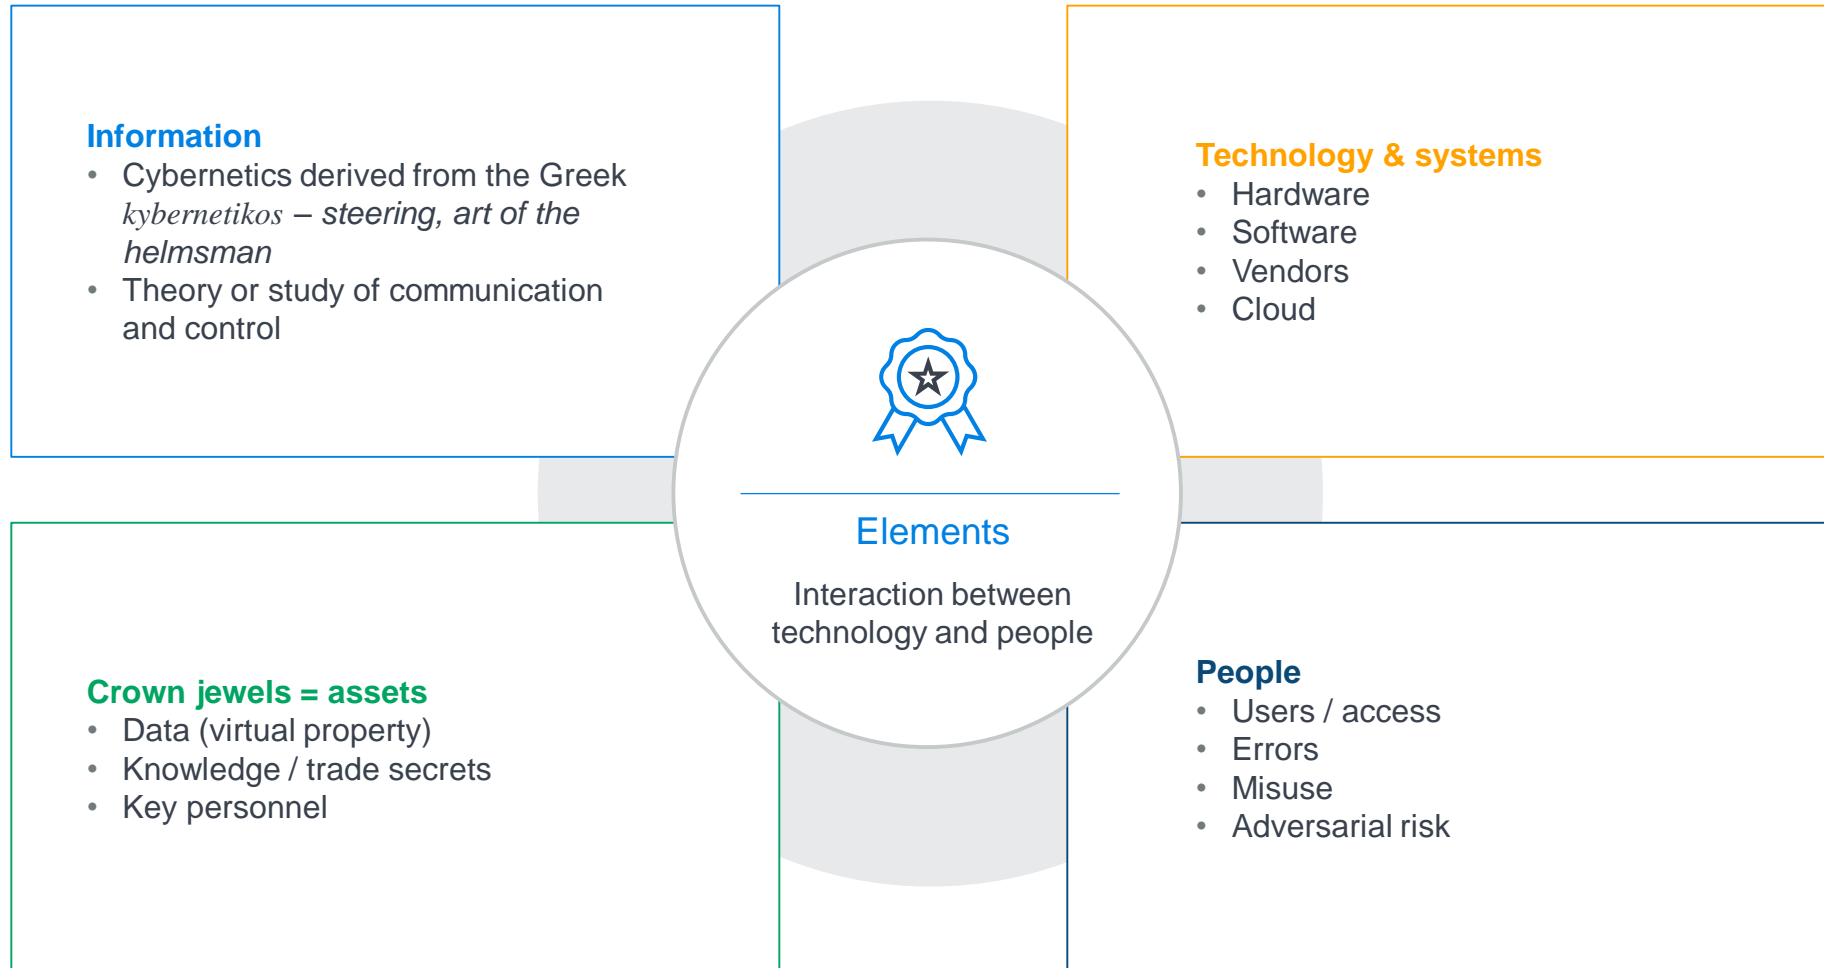 Information
• Cybernetics derived from the Greek
kybernetikos – steering, art of the
helmsman
• Theory or study of communication
and control
Technology & systems
• Hardware
• Software
• Vendors
• Cloud
Elements
Interaction between
technology and people
Crown jewels = assets
• Data (virtual property)
• Knowledge / trade secrets
• Key personnel
People
• Users / access
• Errors
• Misuse
• Adversarial risk